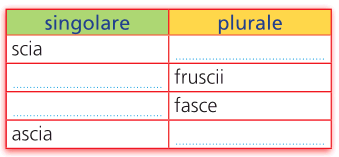 singolare plurale
scia ........................................
........................................ fruscii
........................................ fasce
ascia ........................................